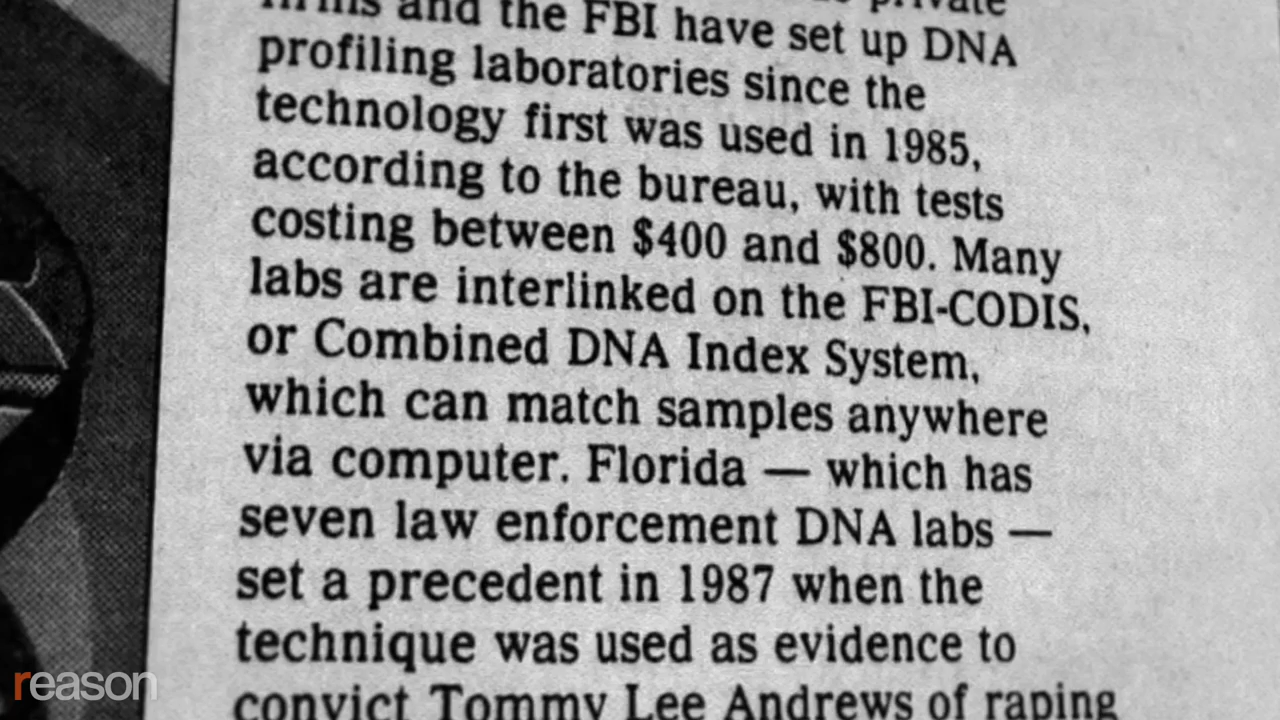 private
firms and the FBI have set up DNA
profiling laboratories since the
technology first was used in 1985,
according to the bureau, with tests
costing between $400 and $800. Many
labs are interlinked on the FBI-CODIS,
or Combined DNA Index System,
which can match samples anywhere
via computer. Florida — which has
seven law enforcement DNA labs —
set a precedent in 1987 when the
technique was used as evidence to
convict Tommy Lee Andrews of raping
reason